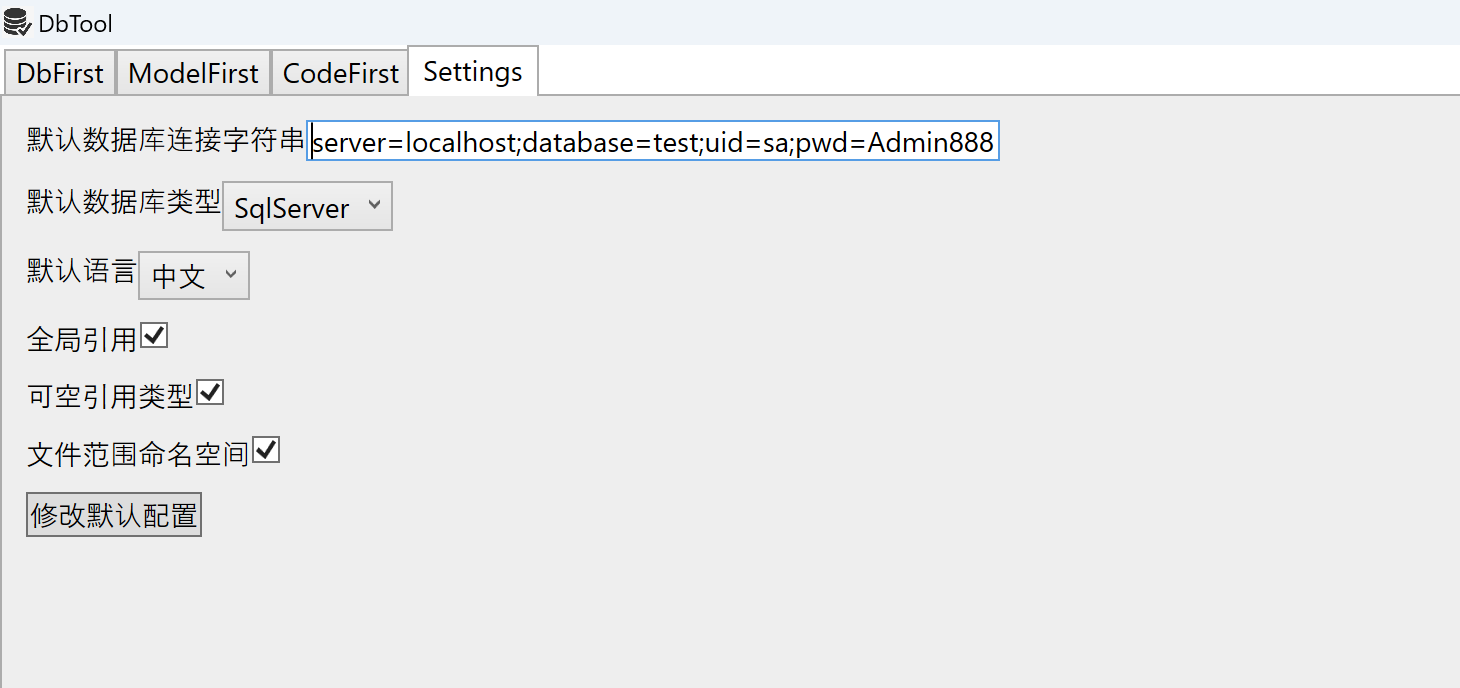 DbTool
DbFirst ModelFirst CodeFirst Settings
默认数据库连接字符串 server=localhost;database=test;uid=sa;pwd=Admin888
默认数据库类型 SqlServer
默认语言 中文
全局引用
可空引用类型
文件范围命名空间
修改默认配置